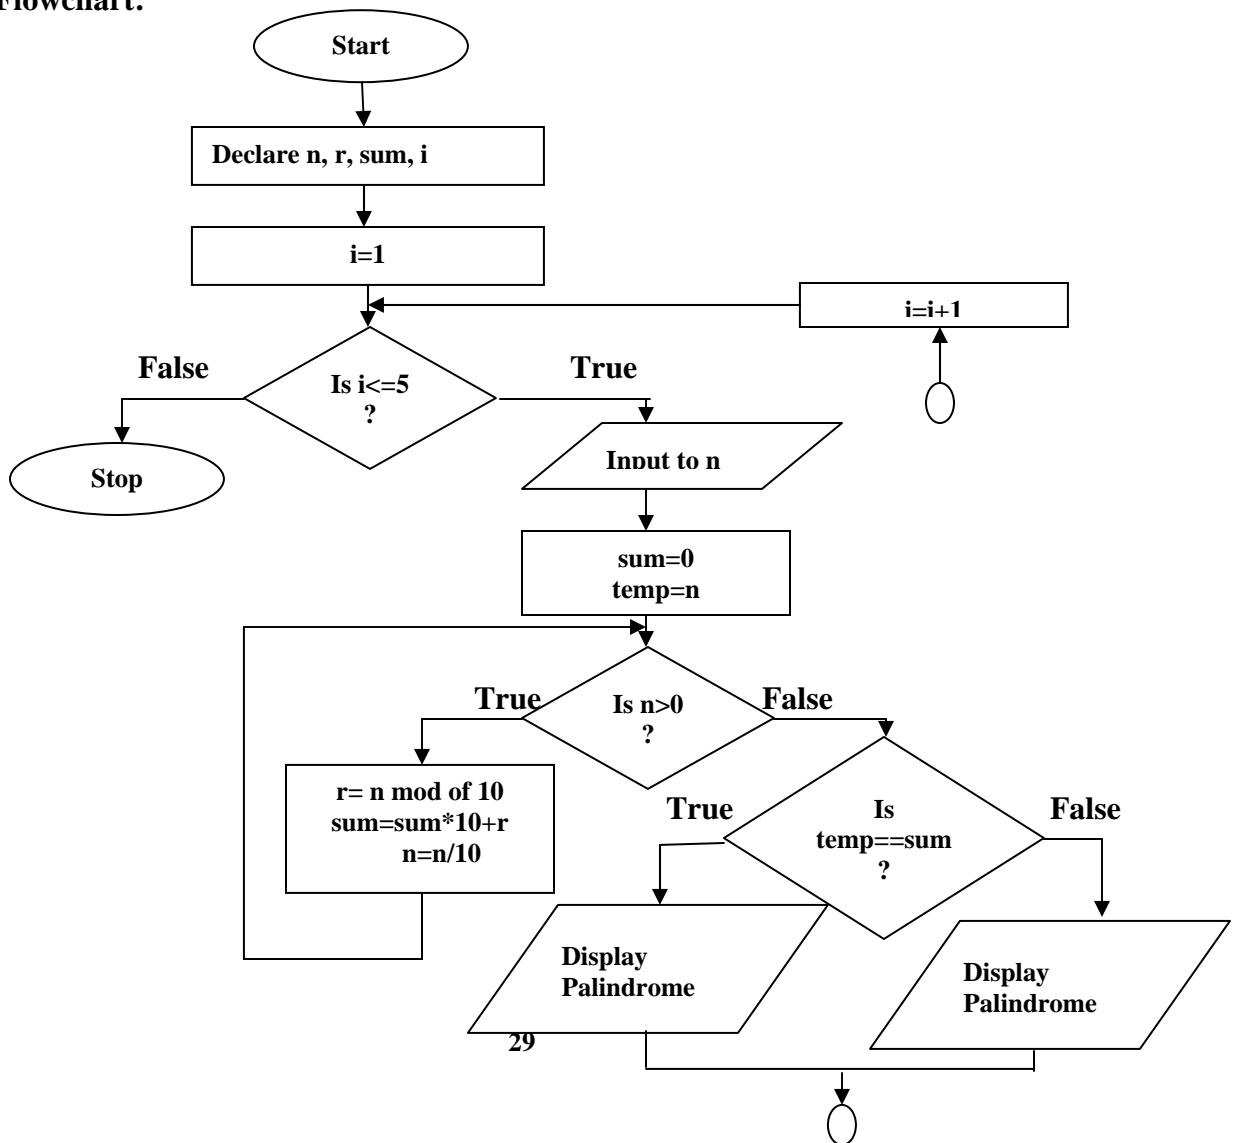 Flowchart:
Start
Declare n, r, sum, i
i=1
i=i+1
False
True
Is i<=5
?
Stop
Input to n
sum=0
temp=n
True
False
Is n>0
?
r= n mod of 10
sum=sum*10+r
n=n/10
True
False
Is
temp==sum
?
Display
Palindrome
Display
Palindrome
29